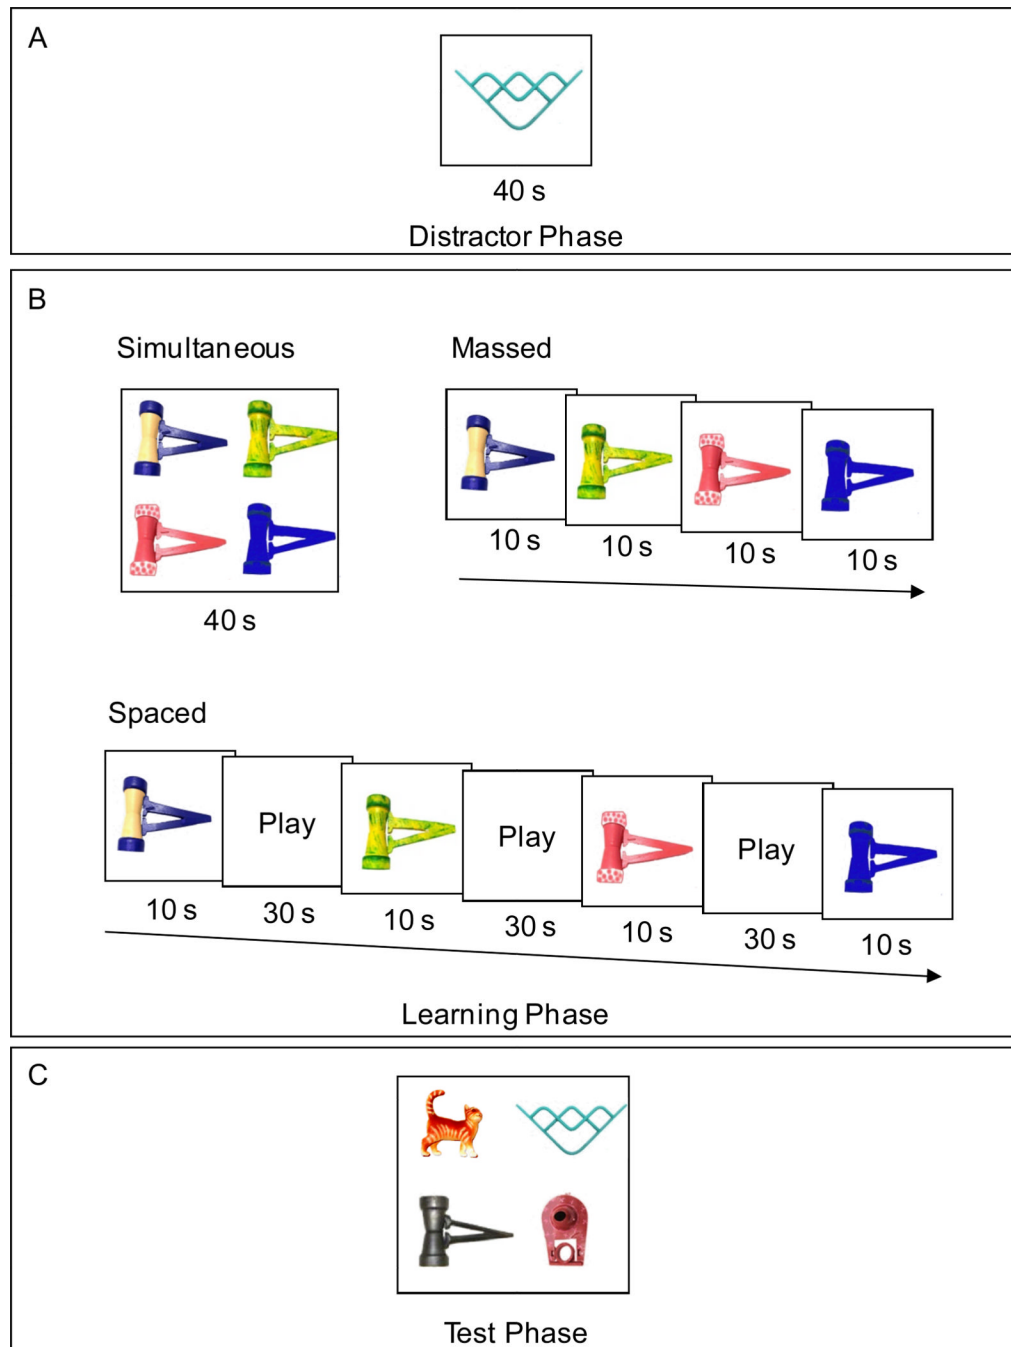 A
40 s
Distractor Phase
B
Simultaneous
Massed
10 s
10 s
10 s
10 s
40 s
Spaced
Play
Play
Play
10 s
30 s
10 s
30 s
10 s
30 s
10 s
Learning Phase
C
Test Phase